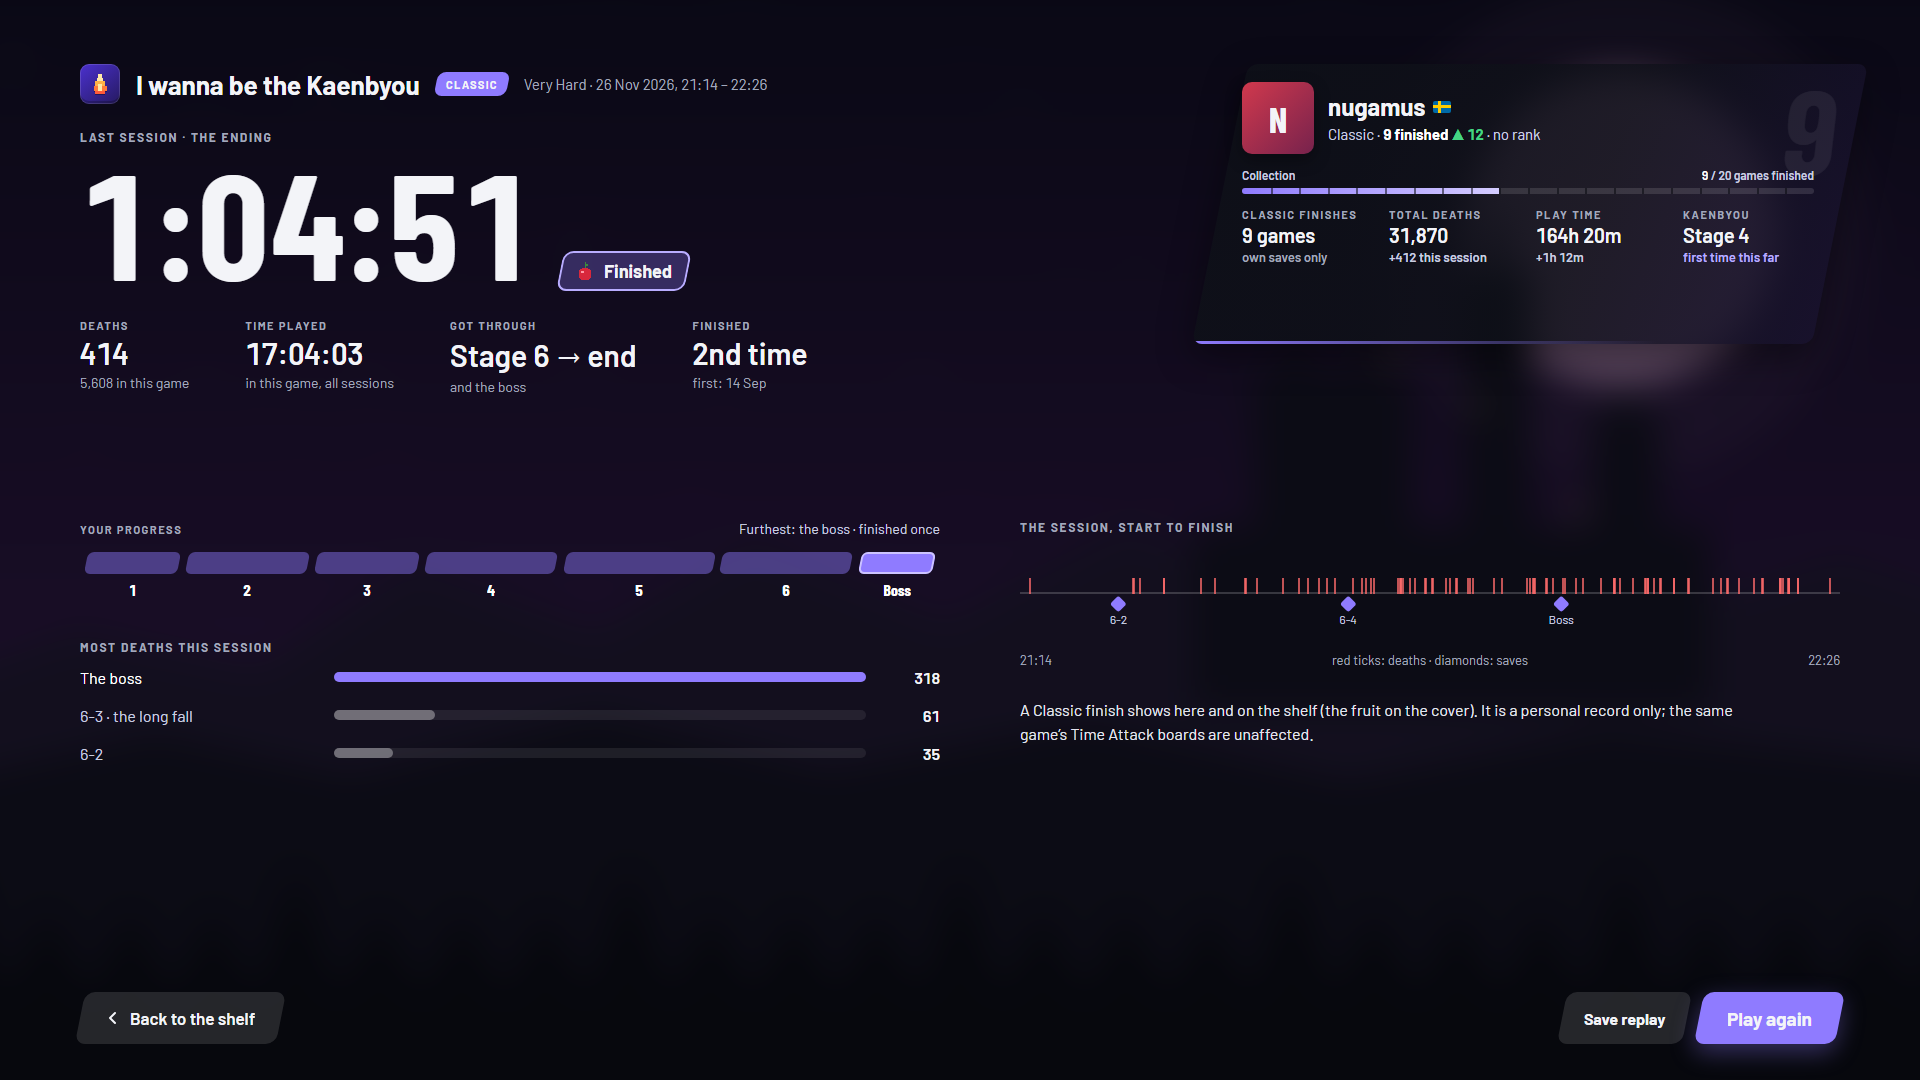 I wanna be the Kaenbyou
CLASSIC
Very Hard · 26 Nov 2026, 21:14 – 22:26
LAST SESSION · THE ENDING
1:04:51
Finished
DEATHS
414
5,608 in this game
TIME PLAYED
17:04:03
in this game, all sessions
GOT THROUGH
Stage 6 → end
and the boss
FINISHED
2nd time
first: 14 Sep
N
nugamus
Classic · 9 finished ▲ 12 · no rank
9
Collection
9 / 20 games finished
CLASSIC FINISHES
9 games
own saves only
TOTAL DEATHS
31,870
+412 this session
PLAY TIME
164h 20m
+1h 12m
KAENBYOU
Stage 4
first time this far
YOUR PROGRESS
Furthest: the boss · finished once
1
2
3
4
5
6
Boss
MOST DEATHS THIS SESSION
The boss
318
6-3 · the long fall
61
6-2
35
THE SESSION, START TO FINISH
6-2
6-4
Boss
21:14
red ticks: deaths · diamonds: saves
22:26
A Classic finish shows here and on the shelf (the fruit on the cover). It is a personal record only; the same
game's Time Attack boards are unaffected.
Back to the shelf
Save replay
Play again